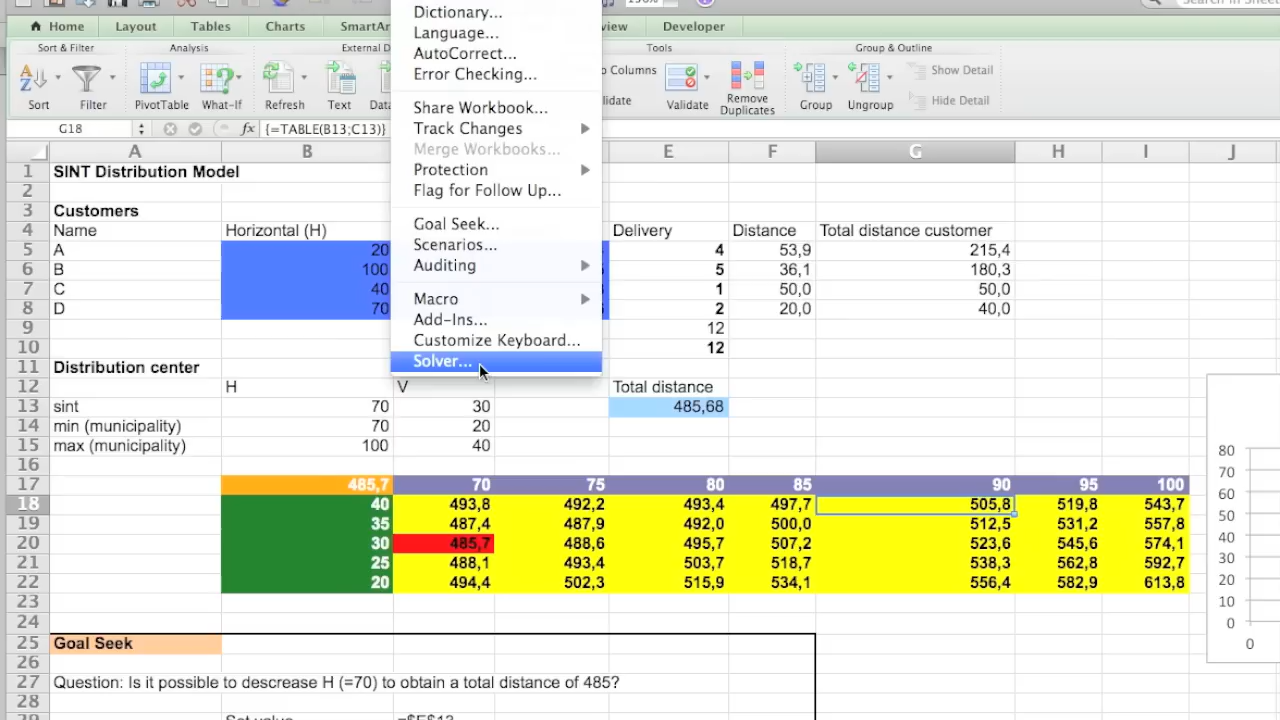 Home Layout Tables Charts SmartAr view Developer
Sort & Filter Analysis External D Tools Group & Outline
Sort Filter PivotTable What-If Refresh Text Dat Columns lidate Validate Remove Duplicates Group Ungroup Show Detail Hide Detail
G18 fx {=TABLE(B13;C13)}
Dictionary...
Language...
AutoCorrect...
Error Checking...
Share Workbook...
Track Changes
Merge Workbooks...
Protection
Flag for Follow Up...
Goal Seek...
Scenarios...
Auditing
Macro
Add-Ins...
Customize Keyboard...
Solver...
A B E F G H I J
1 SINT Distribution Model
2
3 Customers
4 Name Horizontal (H) Delivery Distance Total distance customer
5 A 20 4 53,9 215,4
6 B 100 5 36,1 180,3
7 C 40 1 50,0 50,0
8 D 70 2 20,0 40,0
9 12
10 12
11 Distribution center
12 H V Total distance
13 sint 70 30 485,68
14 min (municipality) 70 20
15 max (municipality) 100 40
16
17 485,7 70 75 80 85 90 95 100
18 40 493,8 492,2 493,4 497,7 505,8 519,8 543,7
19 35 487,4 487,9 492,0 500,0 512,5 531,2 557,8
20 30 485,7 488,6 495,7 507,2 523,6 545,6 574,1
21 25 488,1 493,4 503,7 518,7 538,3 562,8 592,7
22 20 494,4 502,3 515,9 534,1 556,4 582,9 613,8
23
24
25 Goal Seek
26
27 Question: Is it possible to descrease H (=70) to obtain a total distance of 485?
28
29 Set value =$E$13
80
70
60
50
40
30
20
10
0
0